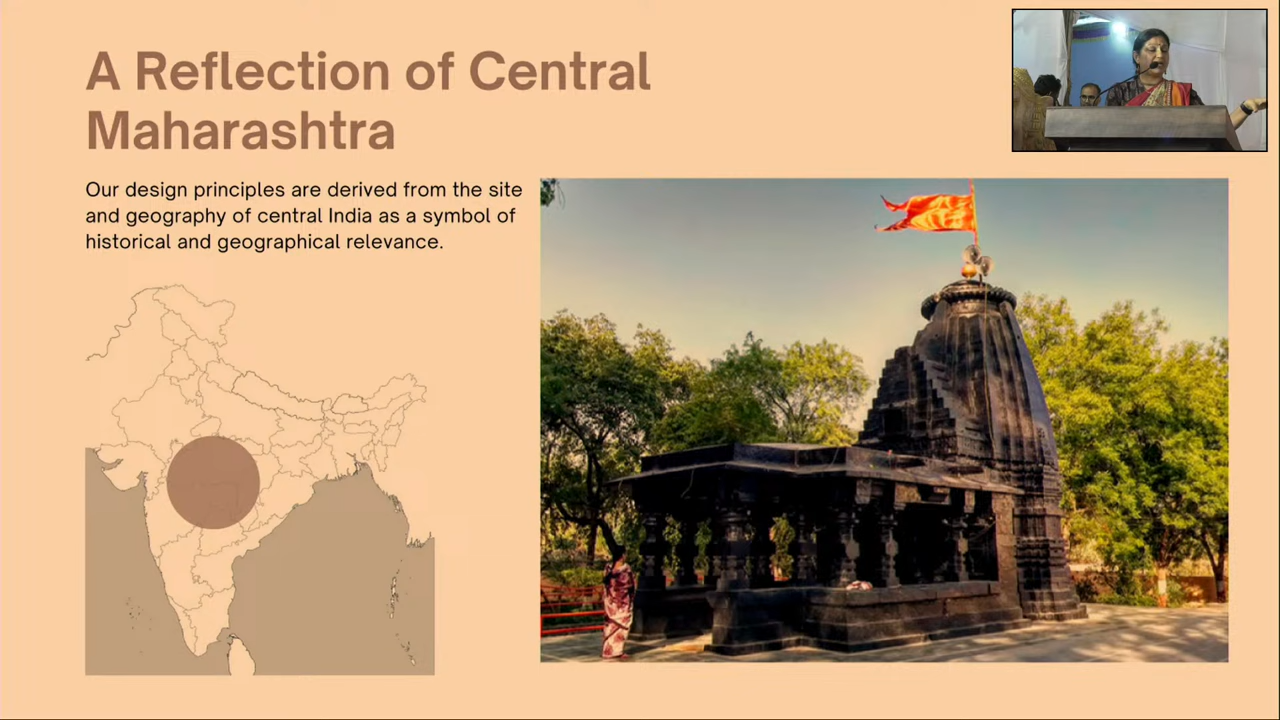 A Reflection of Central
Maharashtra
Our design principles are derived from the site
and geography of central India as a symbol of
historical and geographical relevance.